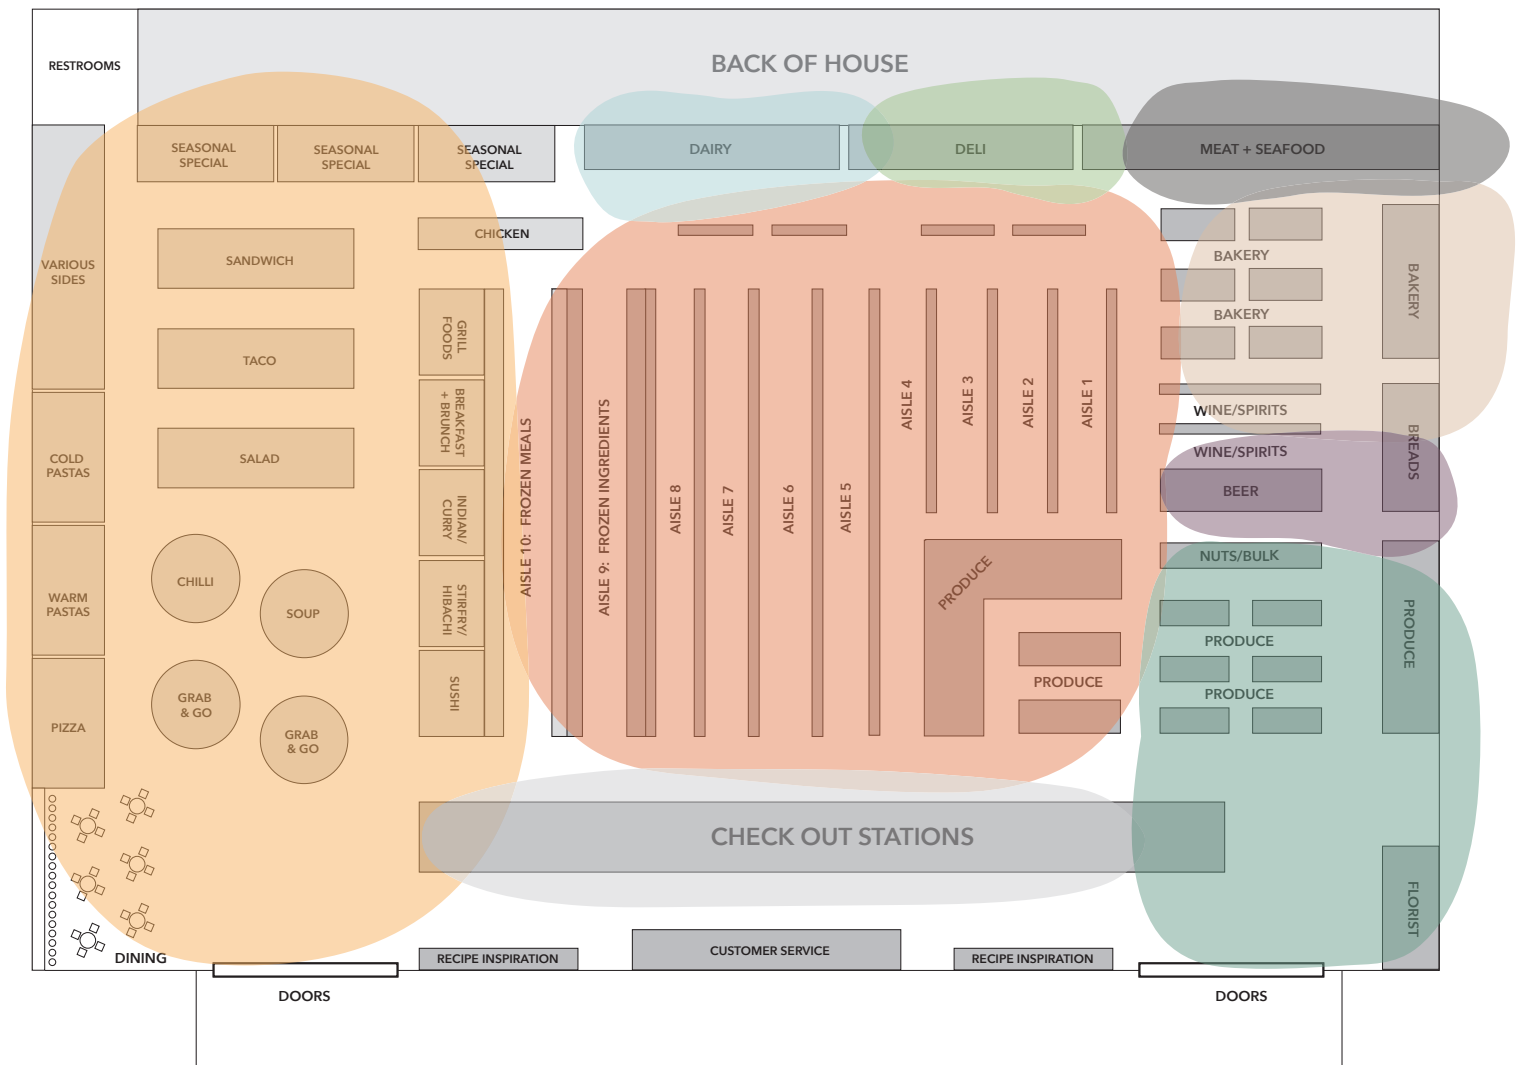 RESTROOMS
BACK OF HOUSE
SEASONAL
SPECIAL
SEASONAL
SPECIAL
SEASONAL
SPECIAL
DAIRY
DELI
MEAT + SEAFOOD
VARIOUS
SIDES
COLD
PASTAS
WARM
PASTAS
PIZZA
SANDWICH
TACO
SALAD
CHILLI
SOUP
GRAB
& GO
GRAB
& GO
CHICKEN
GRILL
FOODS
BREAKFAST
+ BRUNCH
INDIAN/
CURRY
STIRFRY/
HIBACHI
SUSHI
AISLE 10: FROZEN MEALS
AISLE 9: FROZEN INGREDIENTS
AISLE 8
AISLE 7
AISLE 6
AISLE 5
AISLE 4
AISLE 3
AISLE 2
AISLE 1
PRODUCE
PRODUCE
BAKERY
BAKERY
BAKERY
WINE/SPIRITS
WINE/SPIRITS
BREADS
BEER
NUTS/BULK
PRODUCE
PRODUCE
PRODUCE
FLORIST
CHECK OUT STATIONS
DINING
RECIPE INSPIRATION
CUSTOMER SERVICE
RECIPE INSPIRATION
DOORS
DOORS